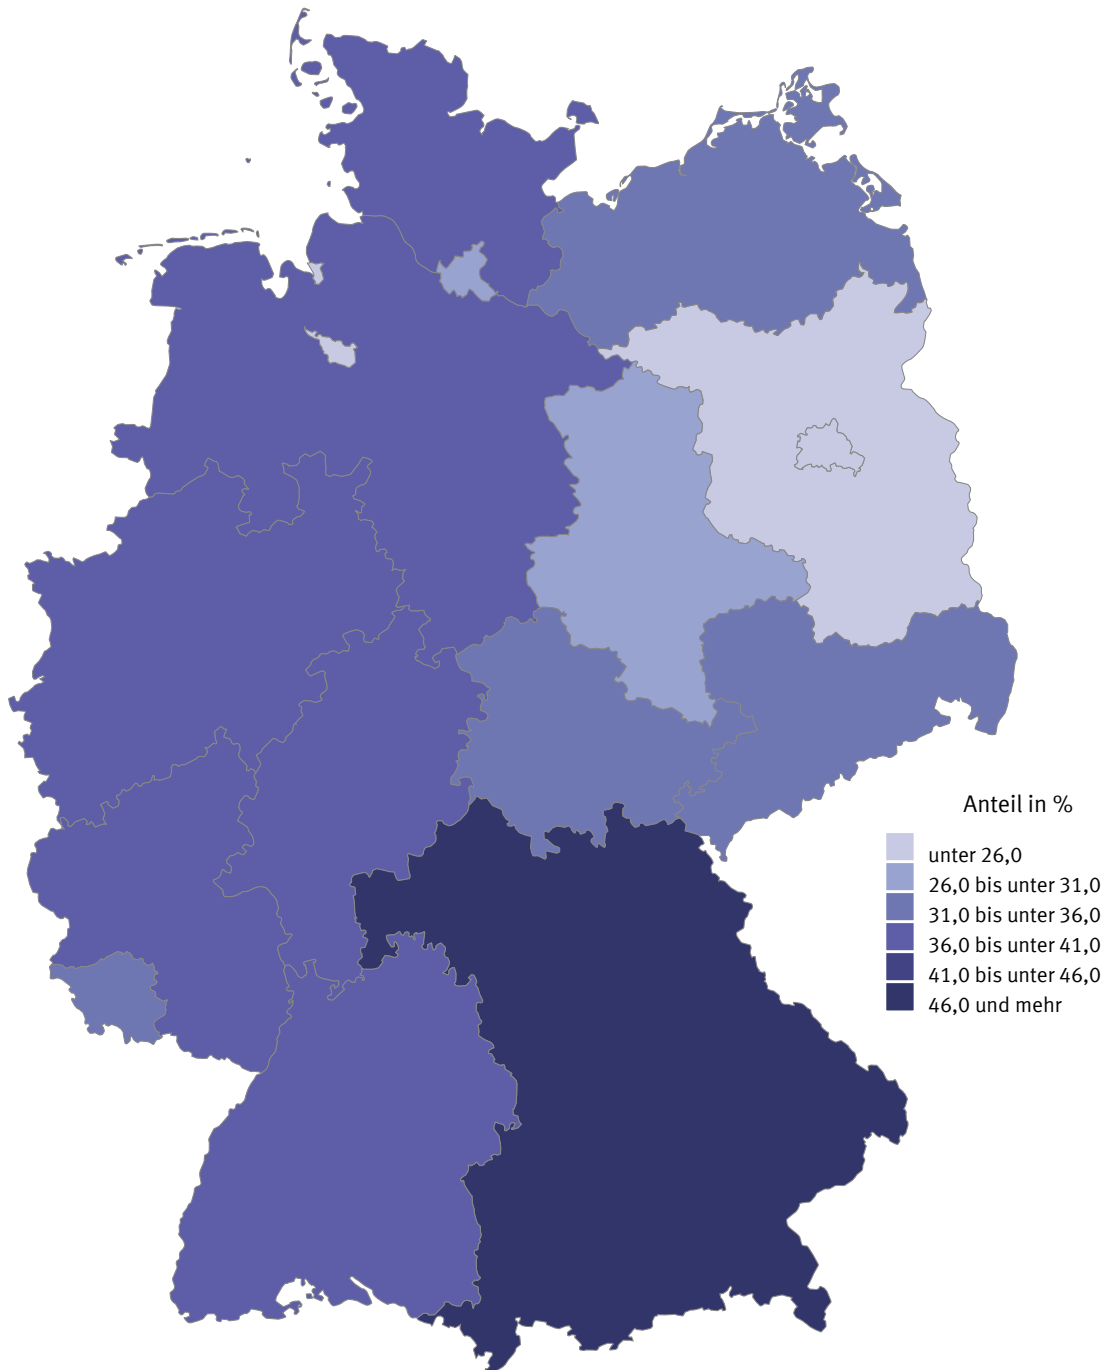 Anteil in %
unter 26,0
26,0 bis unter 31,0
31,0 bis unter 36,0
36,0 bis unter 41,0
41,0 bis unter 46,0
46,0 und mehr